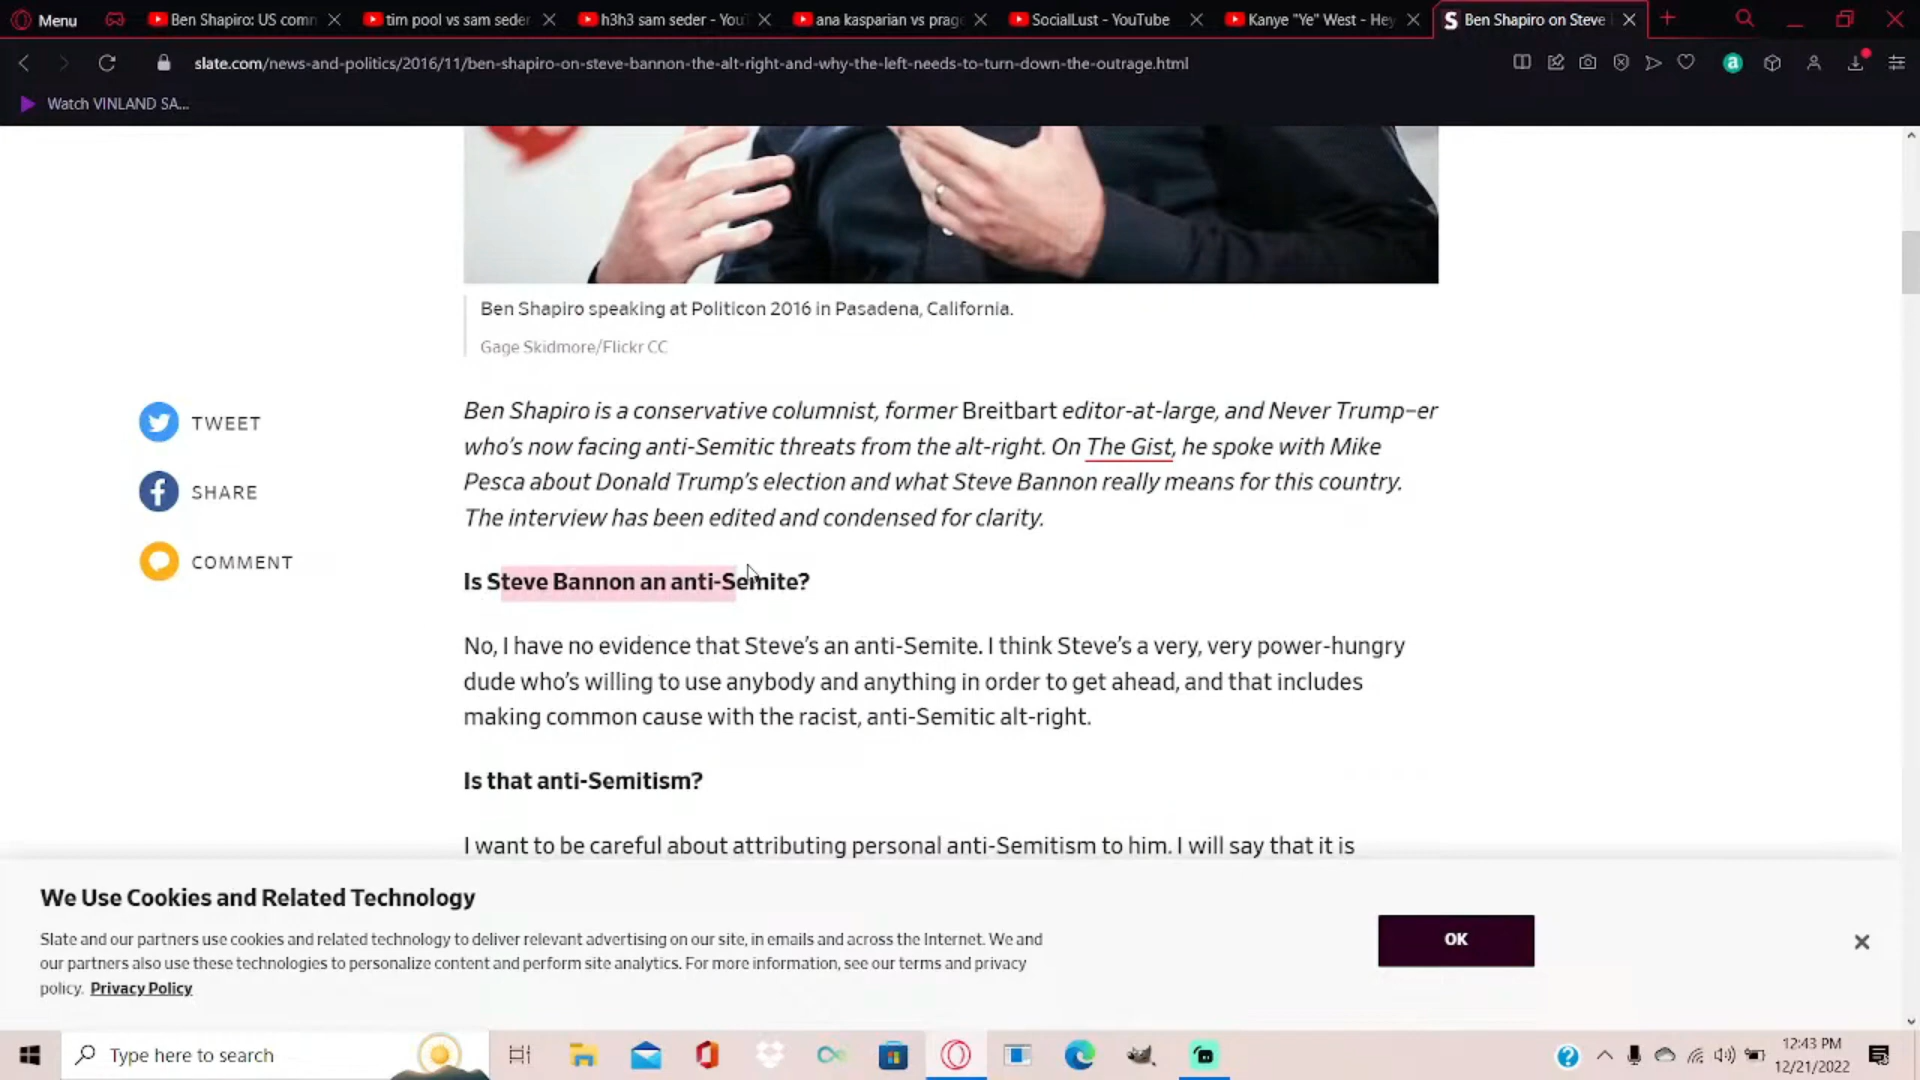 Menu
Ben Shapiro: US comn
tim pool vs sam seder
h3h3 sam seder - You
ana kasparian vs prag
SocialLust - YouTube
Kanye "Ye" West - Hey
Ben Shapiro on Steve
slate.com/news-and-politics/2016/11/ben-shapiro-on-steve-bannon-the-alt-right-and-why-the-left-needs-to-turn-down-the-outrage.html
Watch VINLAND SA...
Ben Shapiro speaking at Politicon 2016 in Pasadena, California.
Gage Skidmore/Flickr CC
TWEET
SHARE
COMMENT
Ben Shapiro is a conservative columnist, former Breitbart editor-at-large, and Never Trump–er
who's now facing anti-Semitic threats from the alt-right. On The Gist, he spoke with Mike
Pesca about Donald Trump's election and what Steve Bannon really means for this country.
The interview has been edited and condensed for clarity.
Is Steve Bannon an anti-Semite?
No, I have no evidence that Steve's an anti-Semite. I think Steve's a very, very power-hungry
dude who's willing to use anybody and anything in order to get ahead, and that includes
making common cause with the racist, anti-Semitic alt-right.
Is that anti-Semitism?
I want to be careful about attributing personal anti-Semitism to him. I will say that it is
We Use Cookies and Related Technology
Slate and our partners use cookies and related technology to deliver relevant advertising on our site, in emails and across the Internet. We and
our partners also use these technologies to personalize content and perform site analytics. For more information, see our terms and privacy
policy. Privacy Policy
OK
Type here to search
12:43 PM
12/21/2022